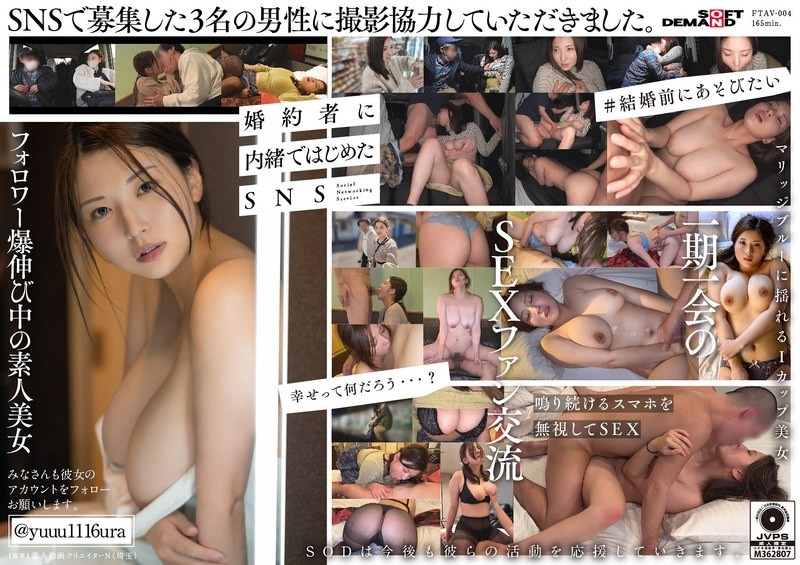 SNSで募集した3名の男性に撮影協力していただきました。
SOFT ON DEMAND
FTAV-004
165min.
#結婚前にあそびたい
婚約者に
内緒ではじめた
SNS
Social
Networking
Service
フォロワー爆伸び中の素人美女
マリッジブルーに揺れるIカップ美女
一期一会の
SEXファン交流
幸せって何だろう・・・?
鳴り続けるスマホを
無視してSEX
みなさんも彼女の
アカウントをフォロー
お願いします。
@yuuu1116ura
素人動画クリエイターN(埼玉)
SODは今後も彼らの活動を応援していきます。
JVPS
成人指定
M362807